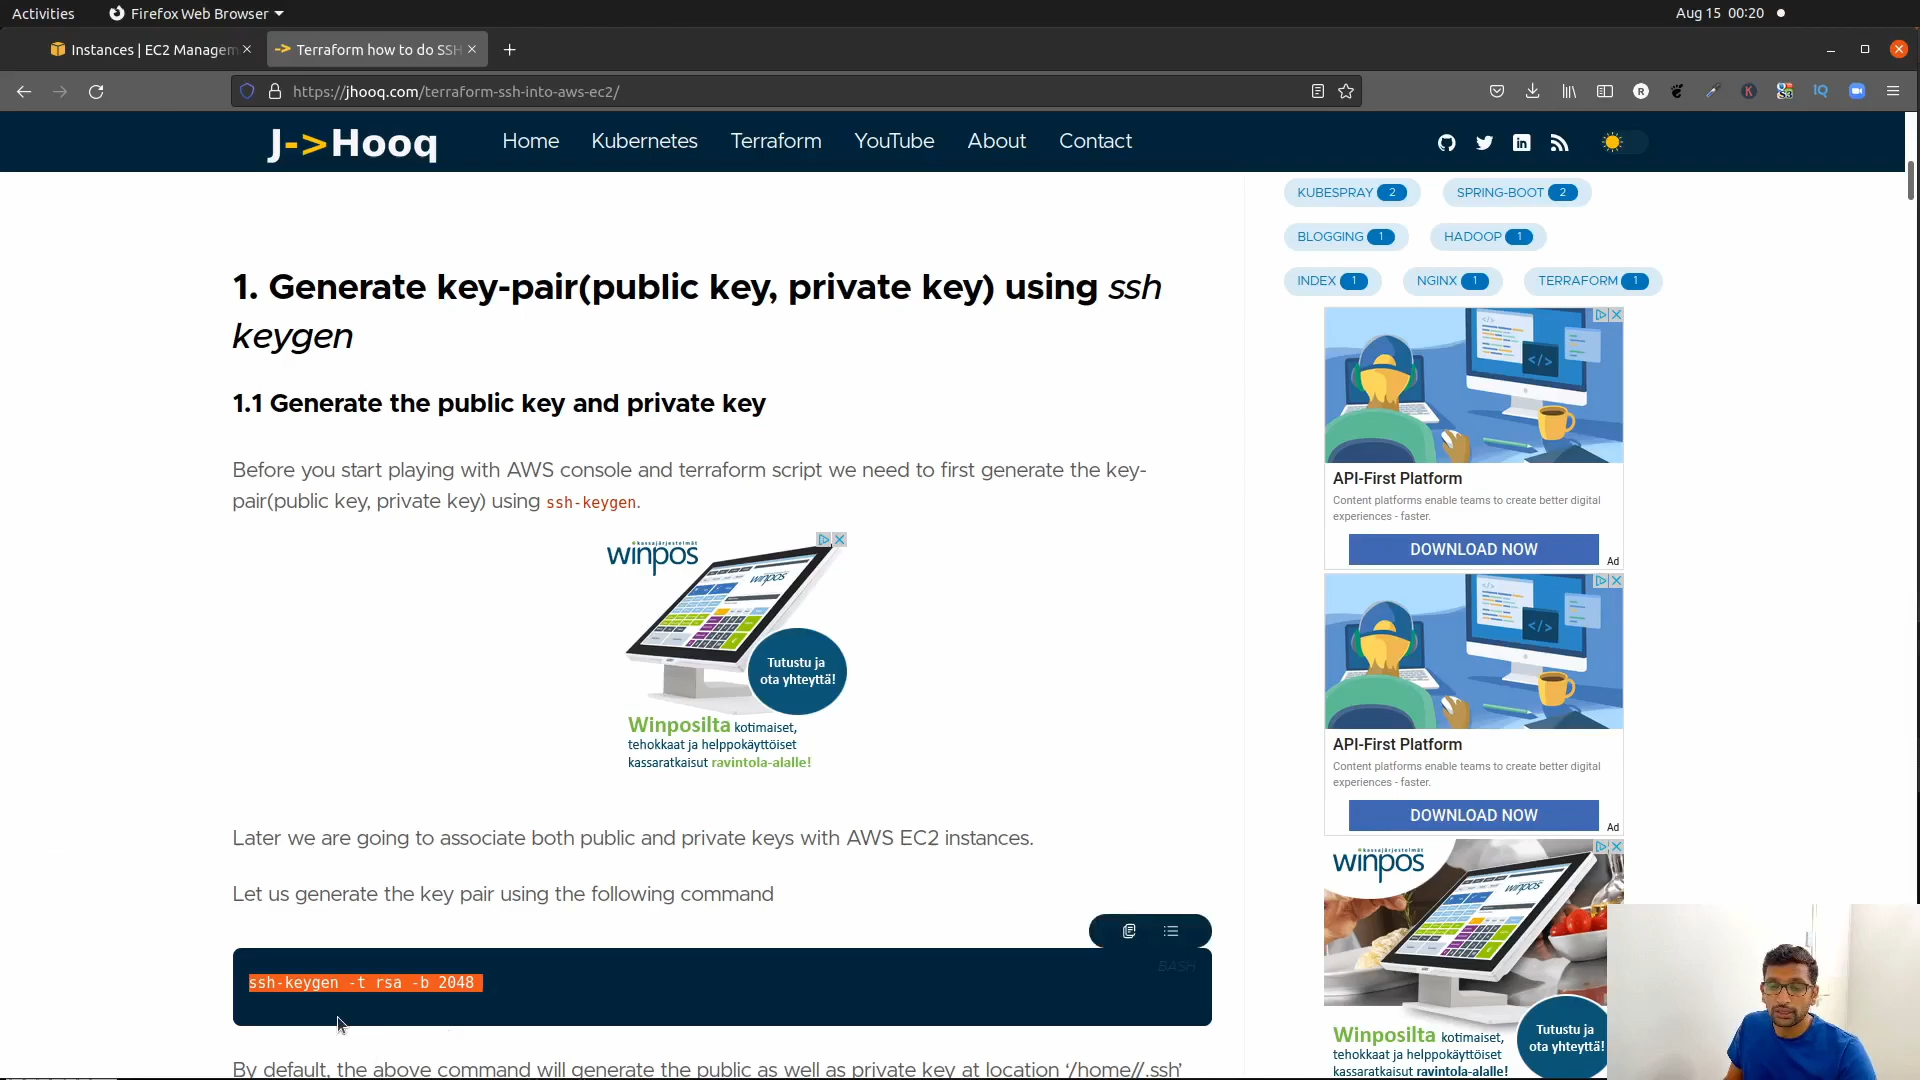 Activities
Firefox Web Browser
Aug 15 00:20
Instances | EC2 Managem
Terraform how to do SSH
https://jhooq.com/terraform-ssh-into-aws-ec2/
IQ
J->Hooq
Home
Kubernetes
Terraform
YouTube
About
Contact
KUBESPRAY 2
SPRING-BOOT 2
BLOGGING 1
HADOOP 1
INDEX 1
NGINX 1
TERRAFORM 1
1. Generate key-pair(public key, private key) using ssh
keygen
1.1 Generate the public key and private key
Before you start playing with AWS console and terraform script we need to first generate the key-
pair(public key, private key) using ssh-keygen.
kassajärjestelmät
winpos
Tutustu ja
ota yhteyttä!
Winposilta kotimaiset,
tehokkaat ja helppokäyttöiset
kassaratkaisut ravintola-alalle!
Later we are going to associate both public and private keys with AWS EC2 instances.
Let us generate the key pair using the following command
BASH
ssh-keygen -t rsa -b 2048
By default, the above command will generate the public as well as private key at location '/home//.ssh'
API-First Platform
Content platforms enable teams to create better digital
experiences - faster.
DOWNLOAD NOW
Ad
API-First Platform
Content platforms enable teams to create better digital
experiences - faster.
DOWNLOAD NOW
Ad
kassajärjestelmät
winpos
Winposilta kotimaiset,
tehokkaat ja helppokäyttöiset
kassaratkaisut ravintola-alalle!
Tutustu ja
ota yhteyttä!